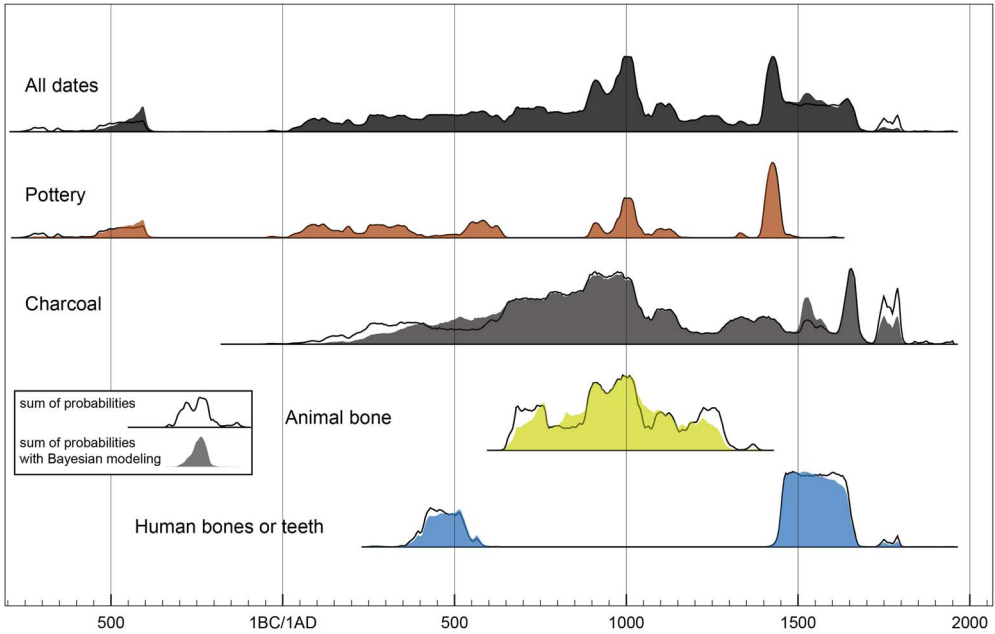 All dates
Pottery
Charcoal
sum of probabilities
sum of probabilities
with Bayesian modeling
Animal bone
Human bones or teeth
500
1BC/1AD
500
1000
1500
2000